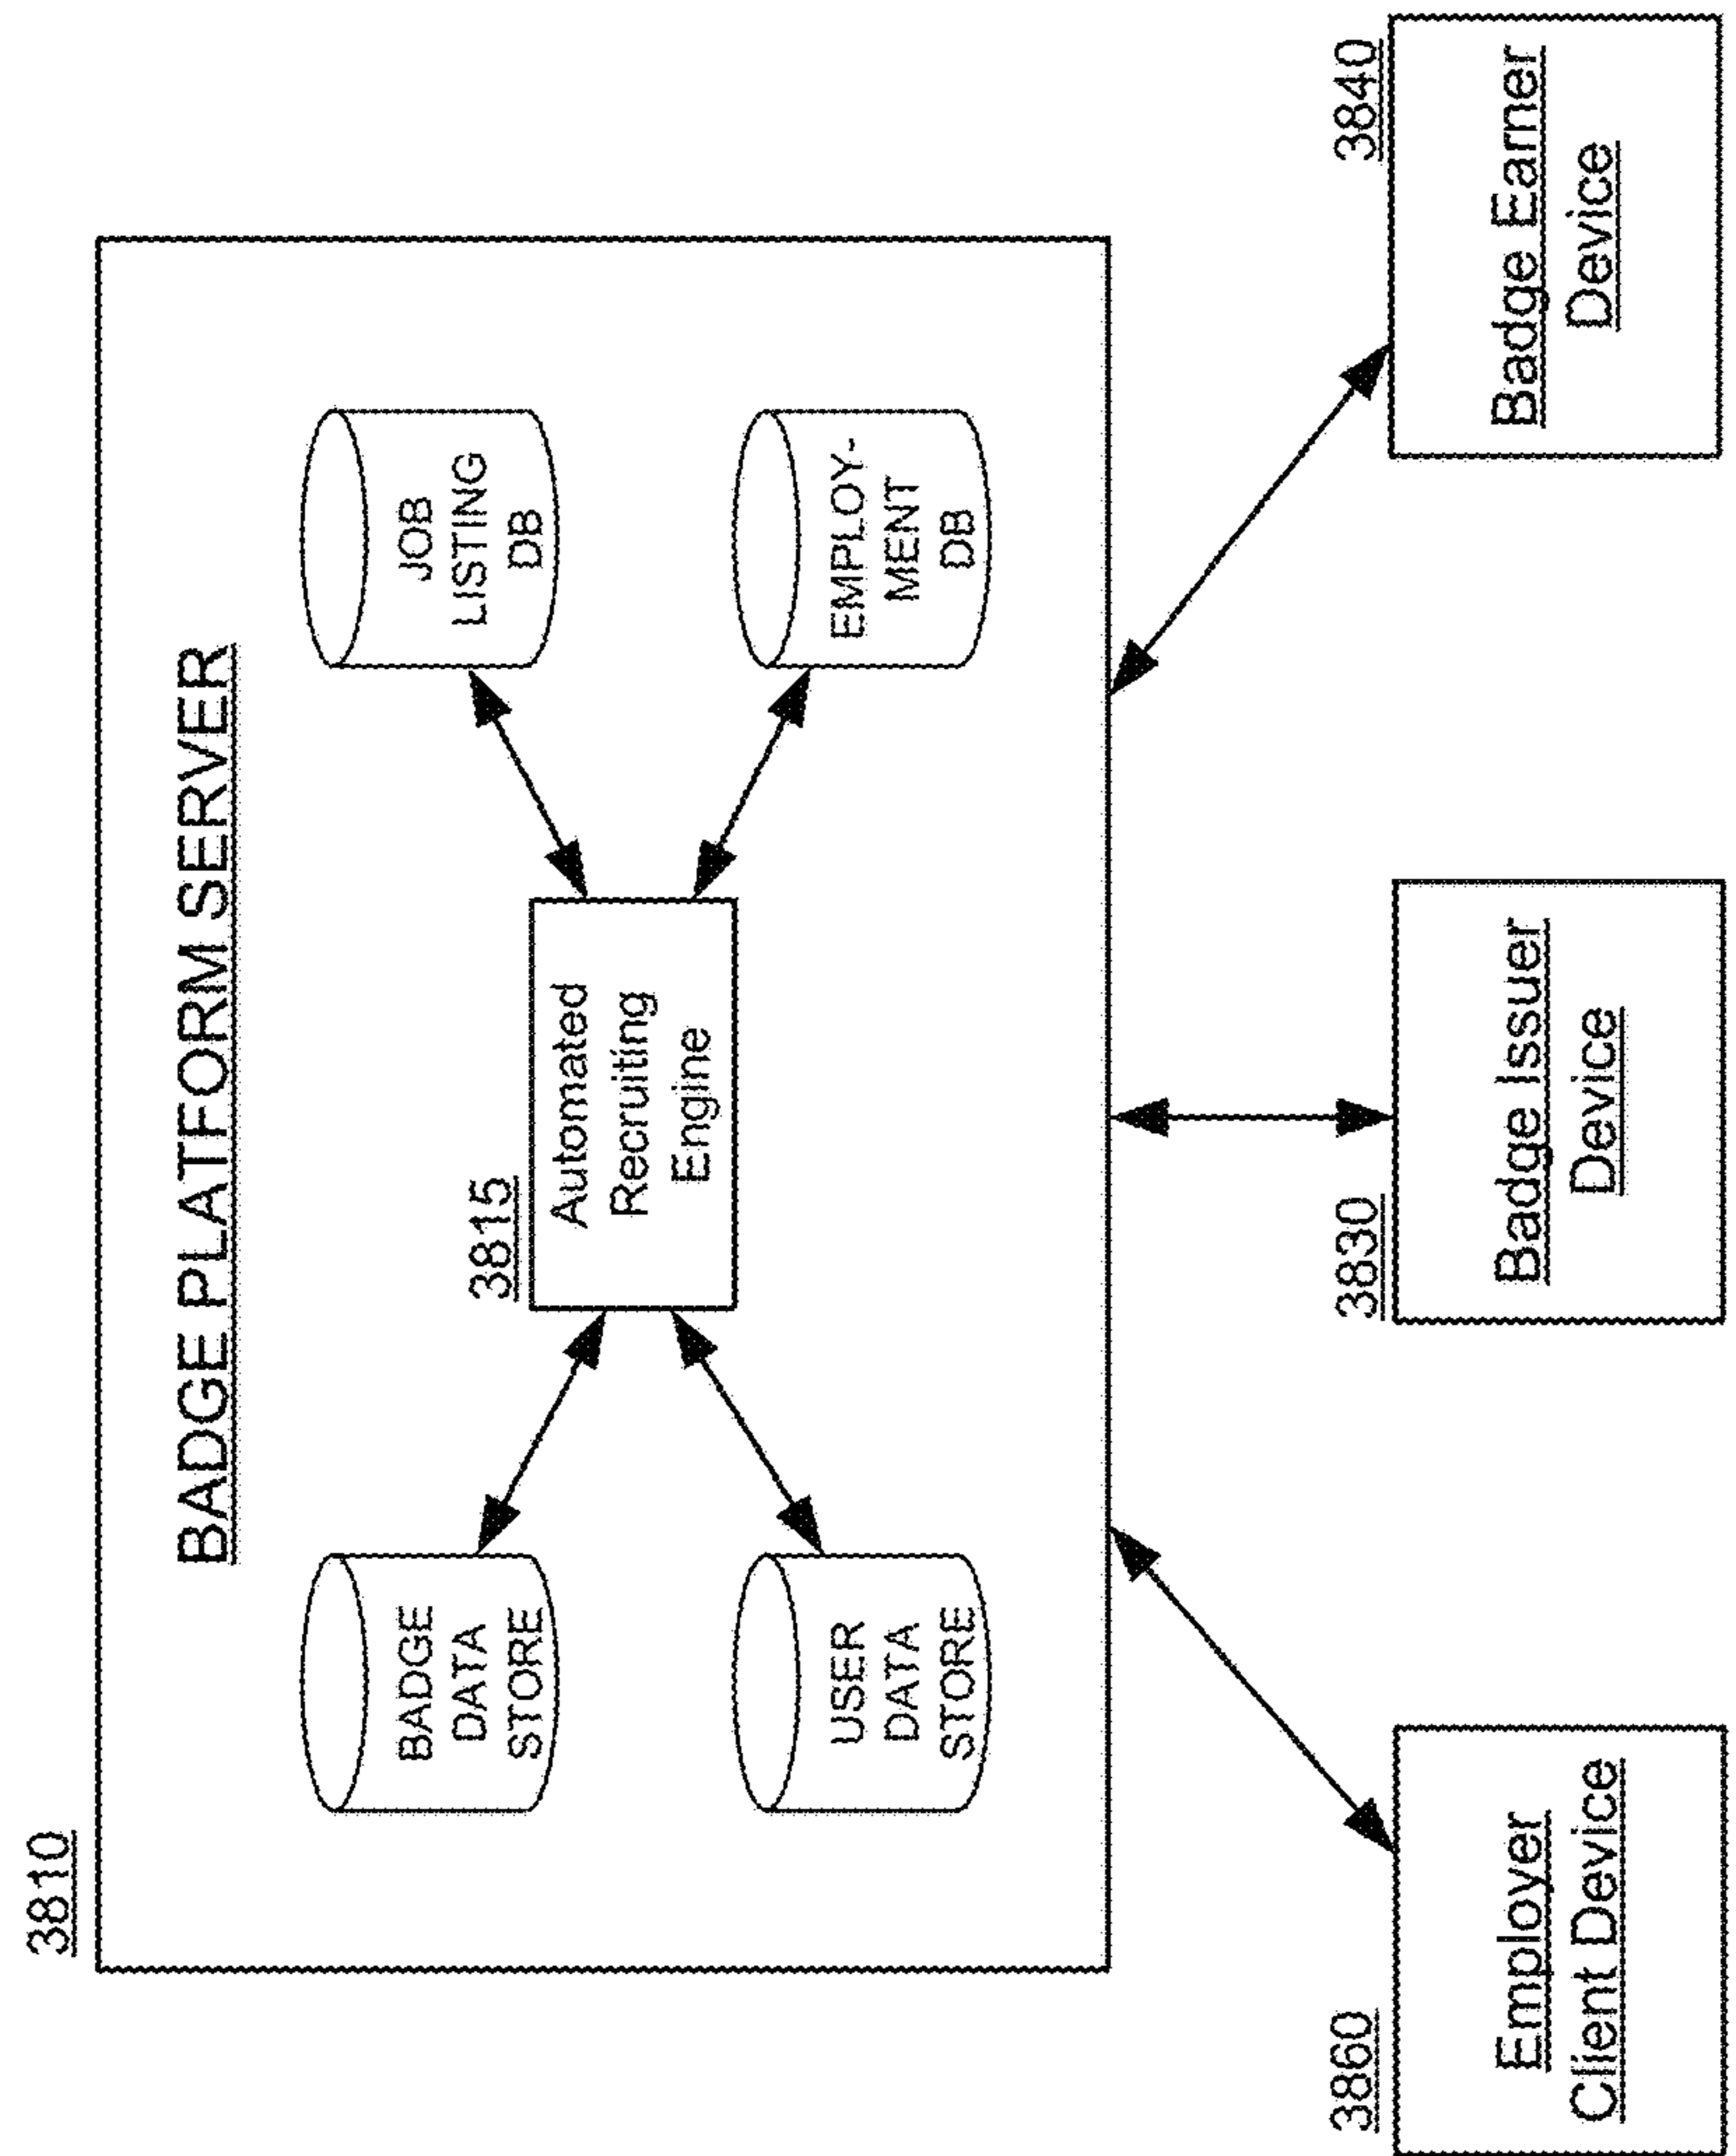 3810
BADGE PLATFORM SERVER
BADGE
DATA
STORE
USER
DATA
STORE
3815
Automated
Recruiting
Engine
JOB
LISTING
DB
EMPLOY-
MENT
DB
3860
Employer
Client Device
3830
Badge Issuer
Device
3840
Badge Earner
Device